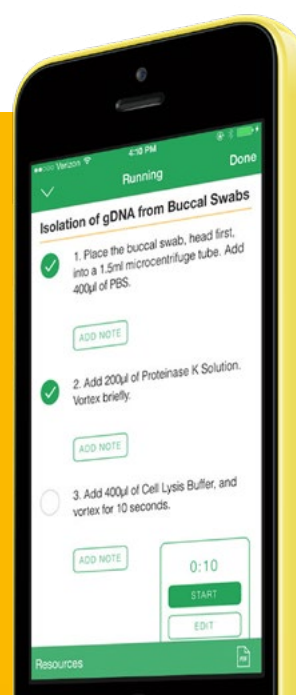 Verizon
4:10 PM
Running
Done
Isolation of gDNA from Buccal Swabs
1. Place the buccal swab, head first,
into a 1.5ml microcentrifuge tube. Add
400µl of PBS.
ADD NOTE
2. Add 200µl of Proteinase K Solution.
Vortex briefly.
ADD NOTE
3. Add 400µl of Cell Lysis Buffer, and
vortex for 10 seconds.
ADD NOTE
0:10
START
EDIT
Resources
PDF